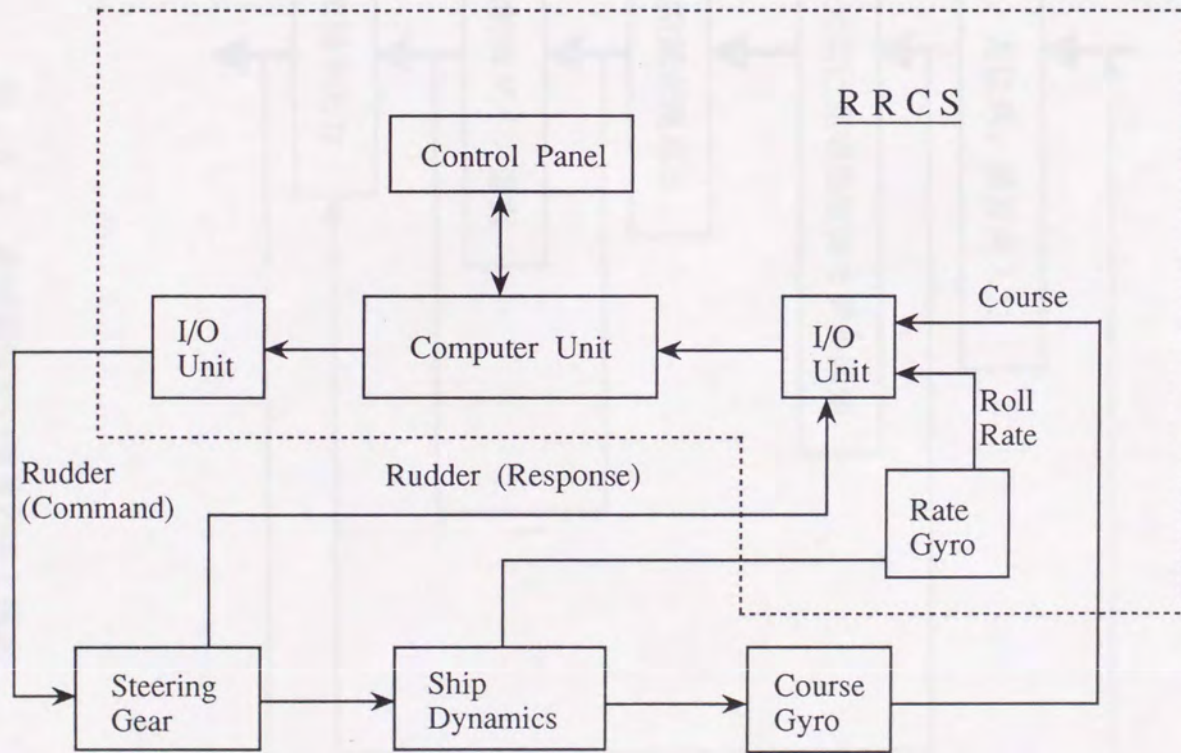 R R C S
Control Panel
I/O
Unit
Computer Unit
I/O
Unit
Course
Roll
Rate
Rudder
(Command)
Rudder (Response)
Rate
Gyro
Steering
Gear
Ship
Dynamics
Course
Gyro